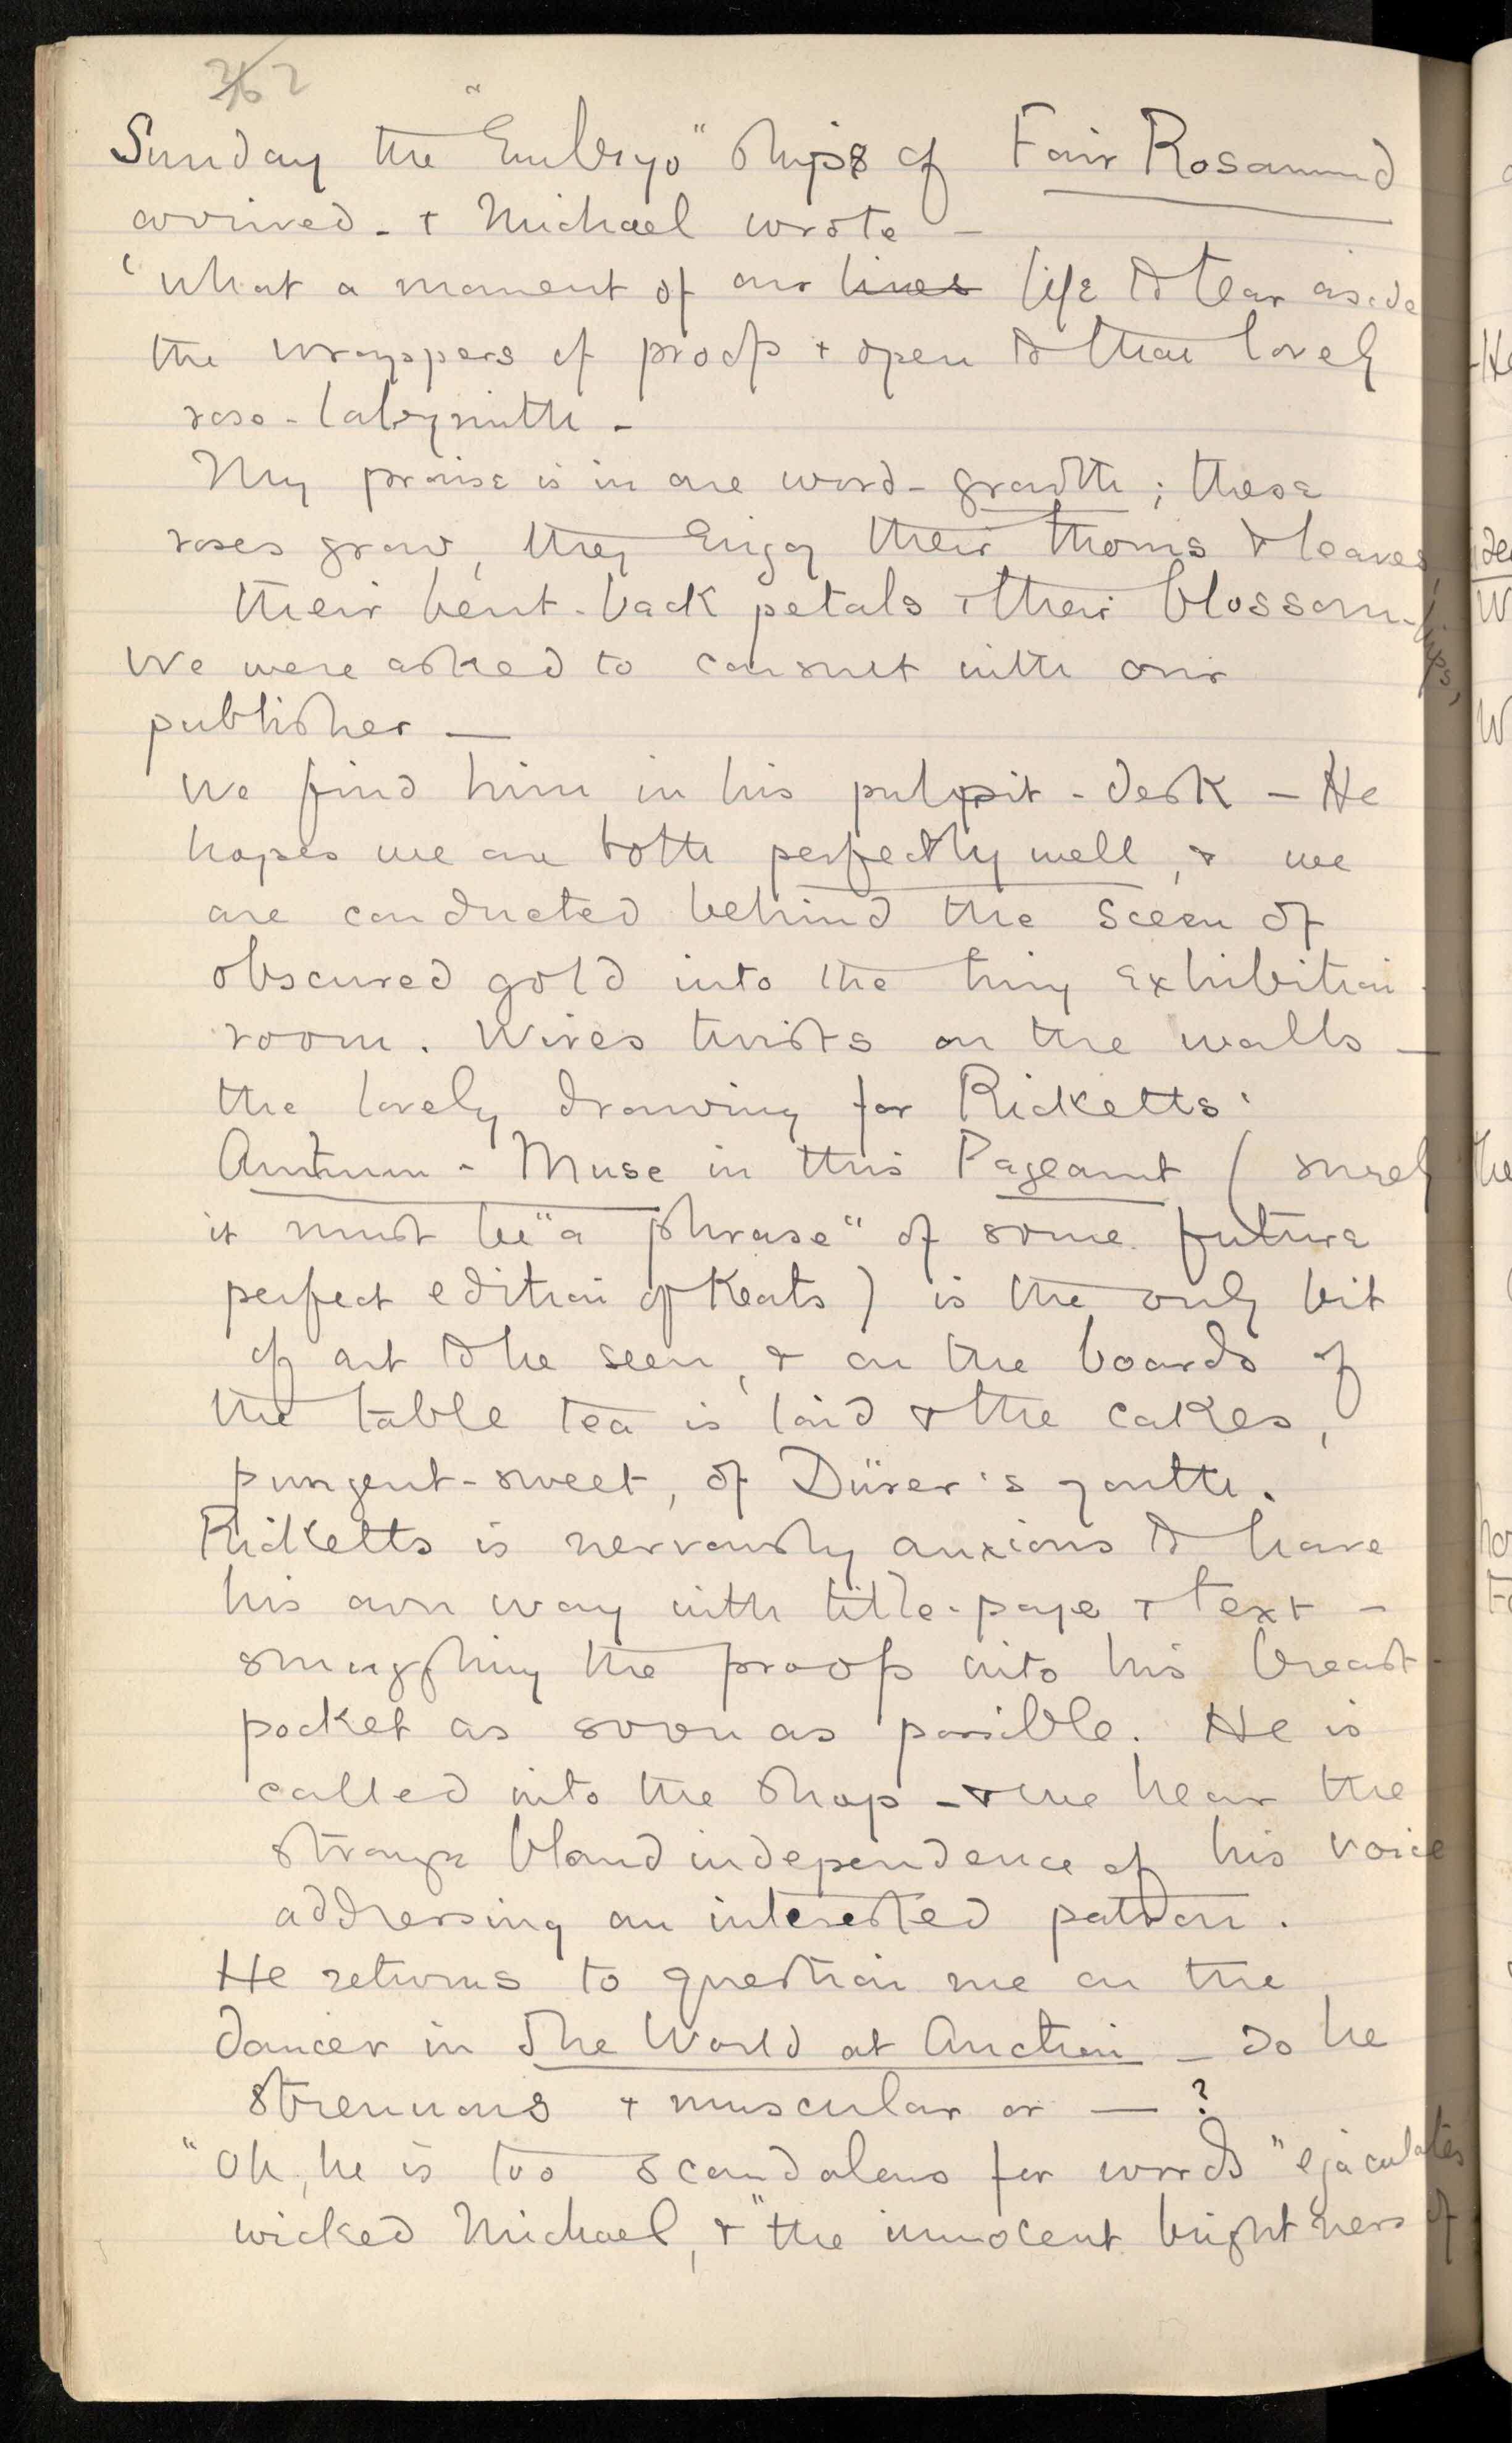 362
Sunday the "Embryo" ships of Fair Rosamund
arrived - & Michael wrote -
'What a moment of our lives life to tear aside
the wrappers of proofs & open to that lovely
rose-labyrinth -
My praise is in one word - growth; these
roses grow, they enjoy their thorns & leaves,
their bent-back petals & their blossom-
We were asked to consult with our
publisher —
We find him in his pulpit-desk - He
hopes we are both perfectly well, & we
are conducted behind the sceen of
obscured gold into the tiny exhibition
room. Wires twists on the walls —
the lovely drawing for Ricketts'
Autumn-Muse in this Pageant (surely
it must be "a phrase" of some future
perfect edition of Keats) is the only bit
of art to be seen, & on the boards of
the table tea is laid & the cakes,
pungent-sweet, of Dürer's youth.
Ricketts is nervously anxious to have
his own way with title-page & text -
smuggling the proofs into his breast-
pocket as soon as possible. He is
called into the shop - & we hear the
strange bland independence of his voice
addressing an interested patron.
He returns to question me on the
dancer in The World at Auction - is he
strenuous & muscular or — ?
"Oh, he is too scandalous for words" ejaculates
wicked Michael, & "the innocent brightness of